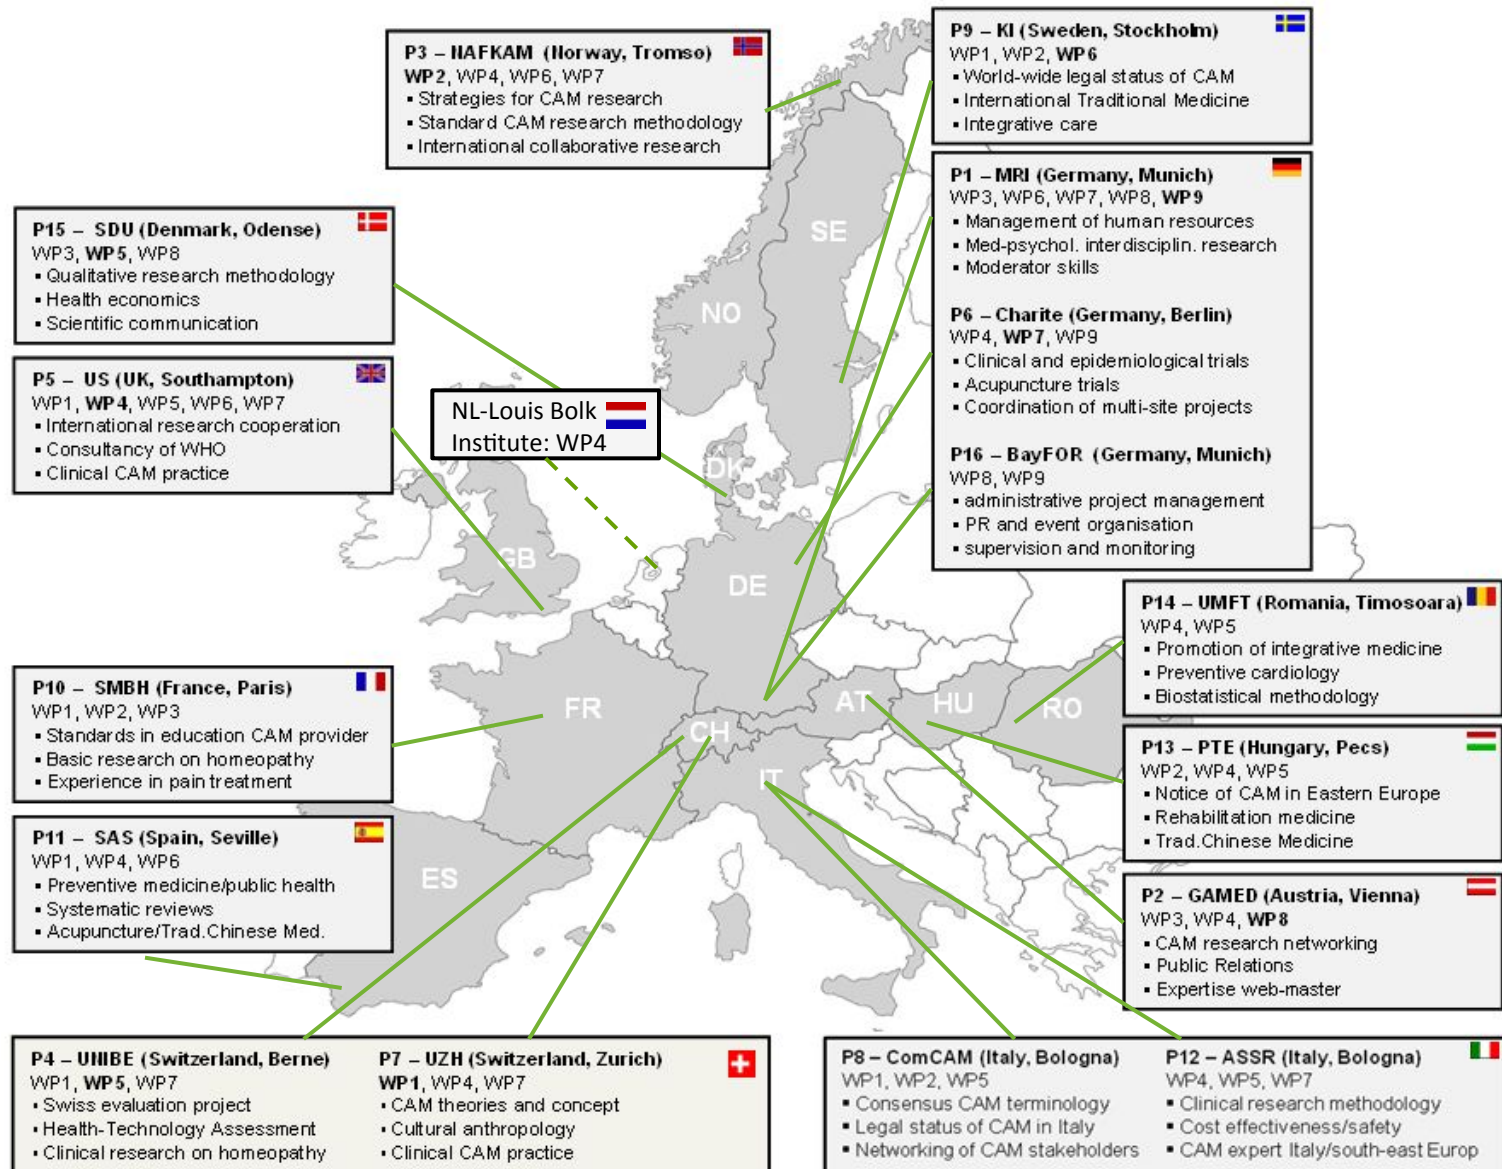 P3 – NAFKAM (Norway, Tromsø)
WP2, WP4, WP6, WP7
▪ Strategies for CAM research
▪ Standard CAM research methodology
▪ International collaborative research
P9 – KI (Sweden, Stockholm)
WP1, WP2, WP6
▪ World-wide legal status of CAM
▪ International Traditional Medicine
▪ Integrative care
P1 – MRI (Germany, Munich)
WP3, WP6, WP7, WP8, WP9
▪ Management of human resources
▪ Med-psychol. interdisciplin. research
▪ Moderator skills
P6 – Charite (Germany, Berlin)
WP4, WP7, WP9
▪ Clinical and epidemiological trials
▪ Acupuncture trials
▪ Coordination of multi-site projects
P16 – BayFOR (Germany, Munich)
WP8, WP9
▪ administrative project management
▪ PR and event organisation
▪ supervision and monitoring
P15 – SDU (Denmark, Odense)
WP3, WP5, WP8
▪ Qualitative research methodology
▪ Health economics
▪ Scientific communication
P5 – US (UK, Southampton)
WP1, WP4, WP5, WP6, WP7
▪ International research cooperation
▪ Consultancy of WHO
▪ Clinical CAM practice
NL-Louis Bolk
Institute: WP4
SE
NO
DK
GB
DE
FR
CH
AT
HU
RO
IT
ES
P14 – UMFT (Romania, Timosoara)
WP4, WP5
▪ Promotion of integrative medicine
▪ Preventive cardiology
▪ Biostatistical methodology
P10 – SMBH (France, Paris)
WP1, WP2, WP3
▪ Standards in education CAM provider
▪ Basic research on homeopathy
▪ Experience in pain treatment
P13 – PTE (Hungary, Pecs)
WP2, WP4, WP5
▪ Notice of CAM in Eastern Europe
▪ Rehabilitation medicine
▪ Trad.Chinese Medicine
P11 – SAS (Spain, Seville)
WP1, WP4, WP6
▪ Preventive medicine/public health
▪ Systematic reviews
▪ Acupuncture/Trad.Chinese Med.
P2 – GAMED (Austria, Vienna)
WP3, WP4, WP8
▪ CAM research networking
▪ Public Relations
▪ Expertise web-master
P4 – UNIBE (Switzerland, Berne)
WP1, WP5, WP7
▪ Swiss evaluation project
▪ Health-Technology Assessment
▪ Clinical research on homeopathy
P7 – UZH (Switzerland, Zurich)
WP1, WP4, WP7
▪ CAM theories and concept
▪ Cultural anthropology
▪ Clinical CAM practice
P8 – ComCAM (Italy, Bologna)
WP1, WP2, WP5
▪ Consensus CAM terminology
▪ Legal status of CAM in Italy
▪ Networking of CAM stakeholders
P12 – ASSR (Italy, Bologna)
WP4, WP5, WP7
▪ Clinical research methodology
▪ Cost effectiveness/safety
▪ CAM expert Italy/south-east Europ